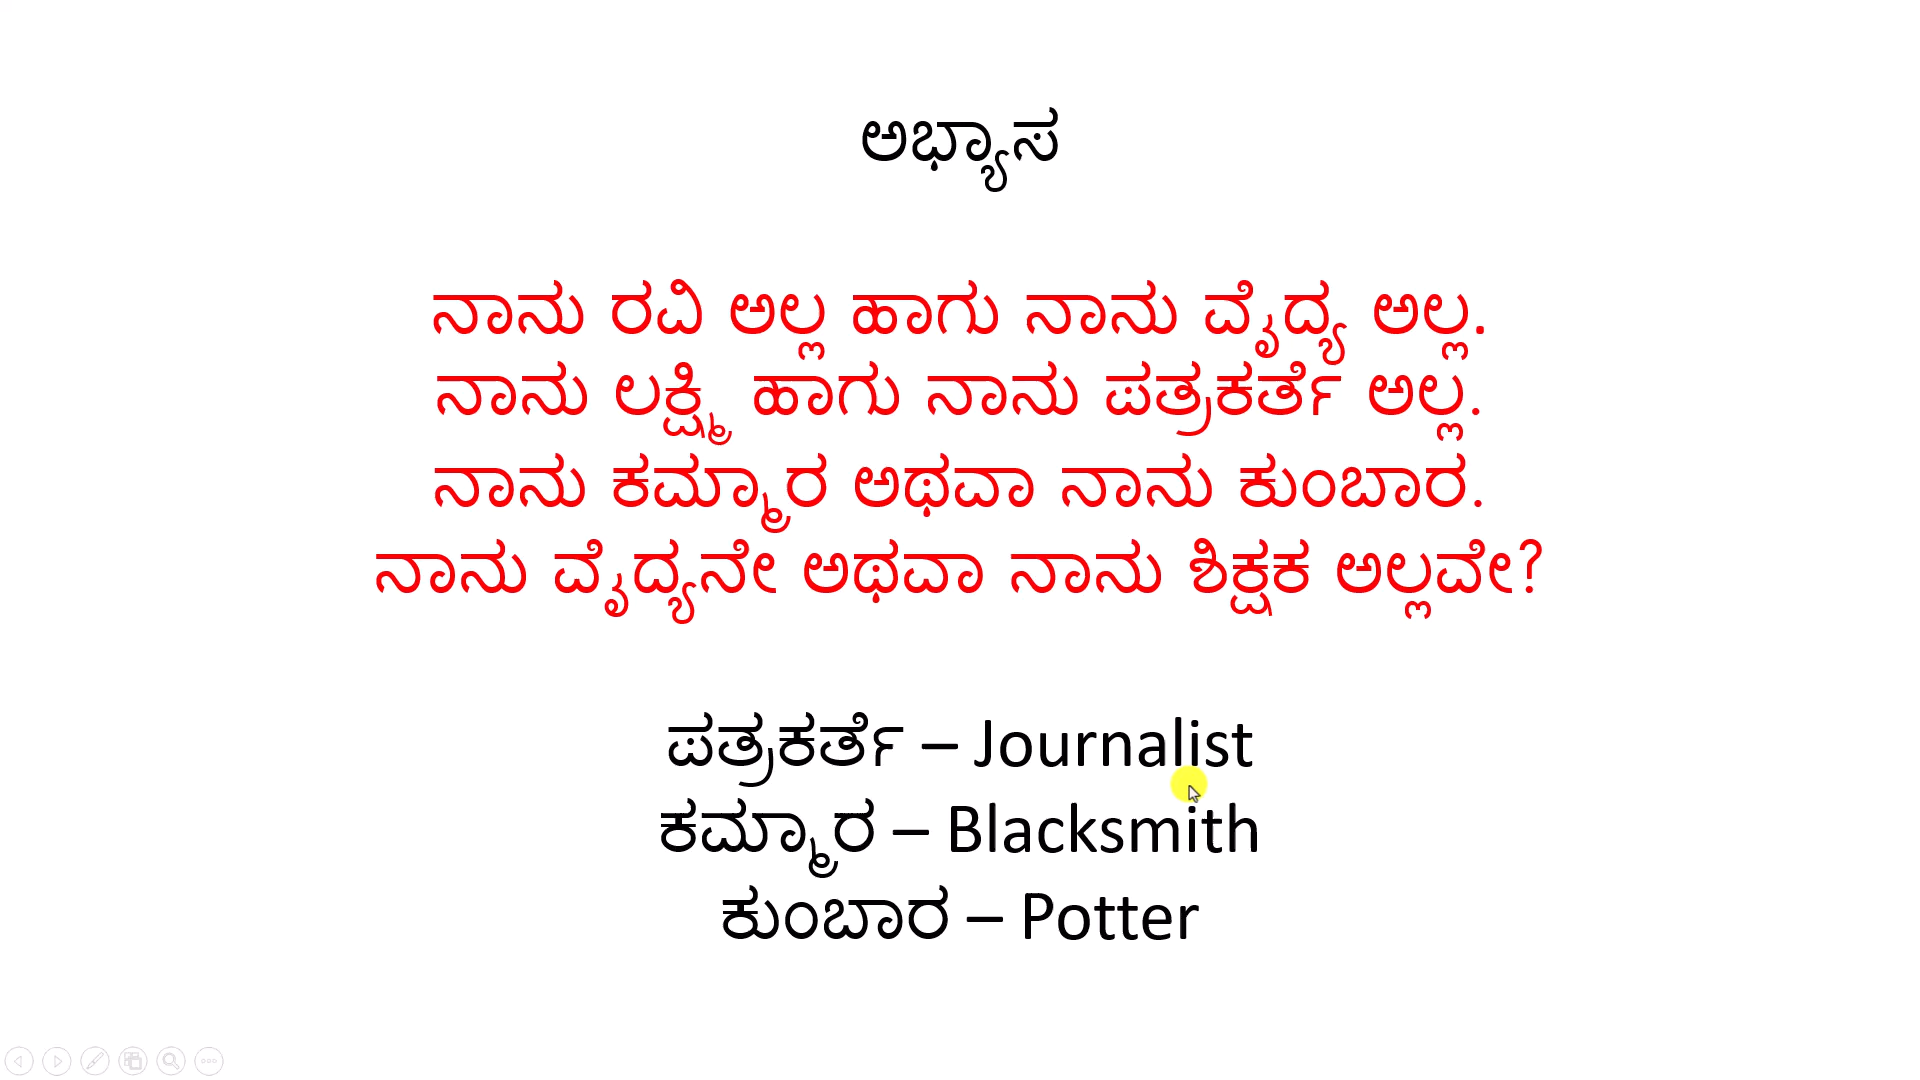 ಅಭ್ಯಾಸ
ನಾನು ರವಿ ಅಲ್ಲ ಹಾಗು ನಾನು ವೈದ್ಯ ಅಲ್ಲ.
ನಾನು ಲಕ್ಷ್ಮಿ ಹಾಗು ನಾನು ಪತ್ರಕರ್ತೆ ಅಲ್ಲ.
ನಾನು ಕಮ್ಮಾರ ಅಥವಾ ನಾನು ಕುಂಬಾರ.
ನಾನು ವೈದ್ಯನೇ ಅಥವಾ ನಾನು ಶಿಕ್ಷಕ ಅಲ್ಲವೇ?
ಪತ್ರಕರ್ತೆ – Journalist
ಕಮ್ಮಾರ – Blacksmith
ಕುಂಬಾರ – Potter